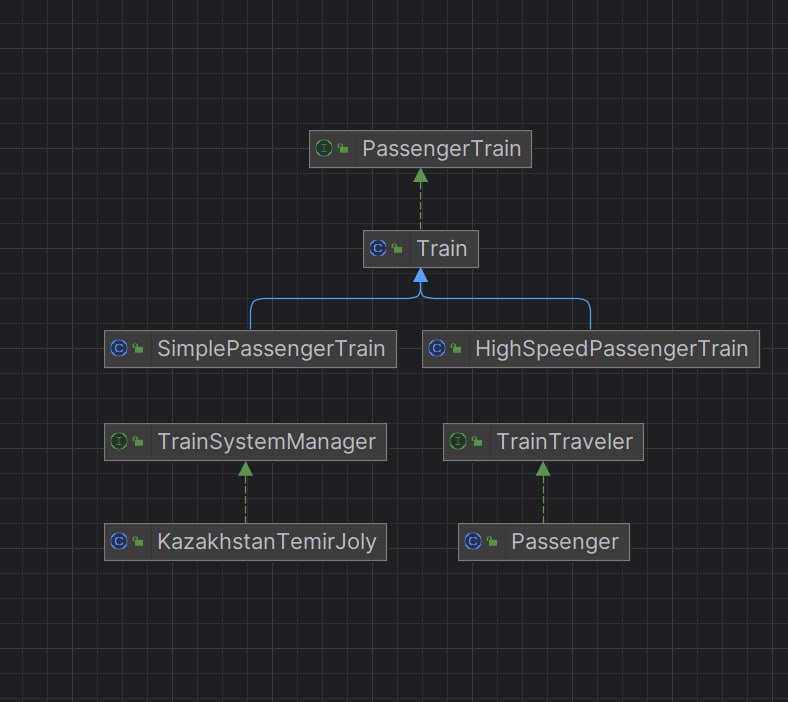 PassengerTrain
Train
SimplePassengerTrain
HighSpeedPassengerTrain
TrainSystemManager
TrainTraveler
KazakhstanTemirJoly
Passenger